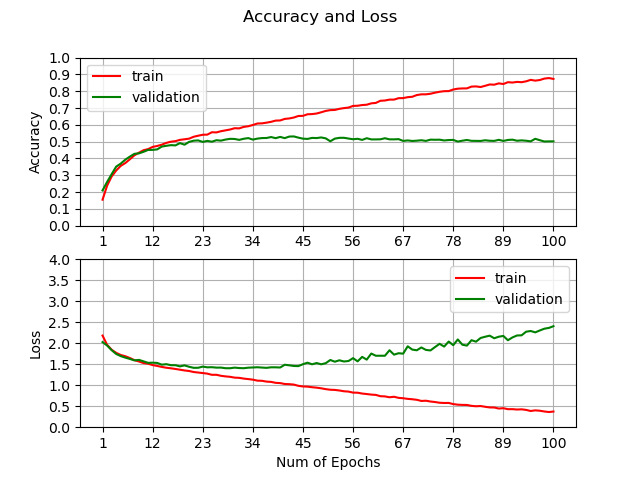 Accuracy and Loss
1.0
0.9
0.8
0.7
0.6
0.5
0.4
0.3
0.2
0.1
0.0
Accuracy
train
validation
1 12 23 34 45 56 67 78 89 100
4.0
3.5
3.0
2.5
2.0
1.5
1.0
0.5
0.0
Loss
train
validation
1 12 23 34 45 56 67 78 89 100
Num of Epochs